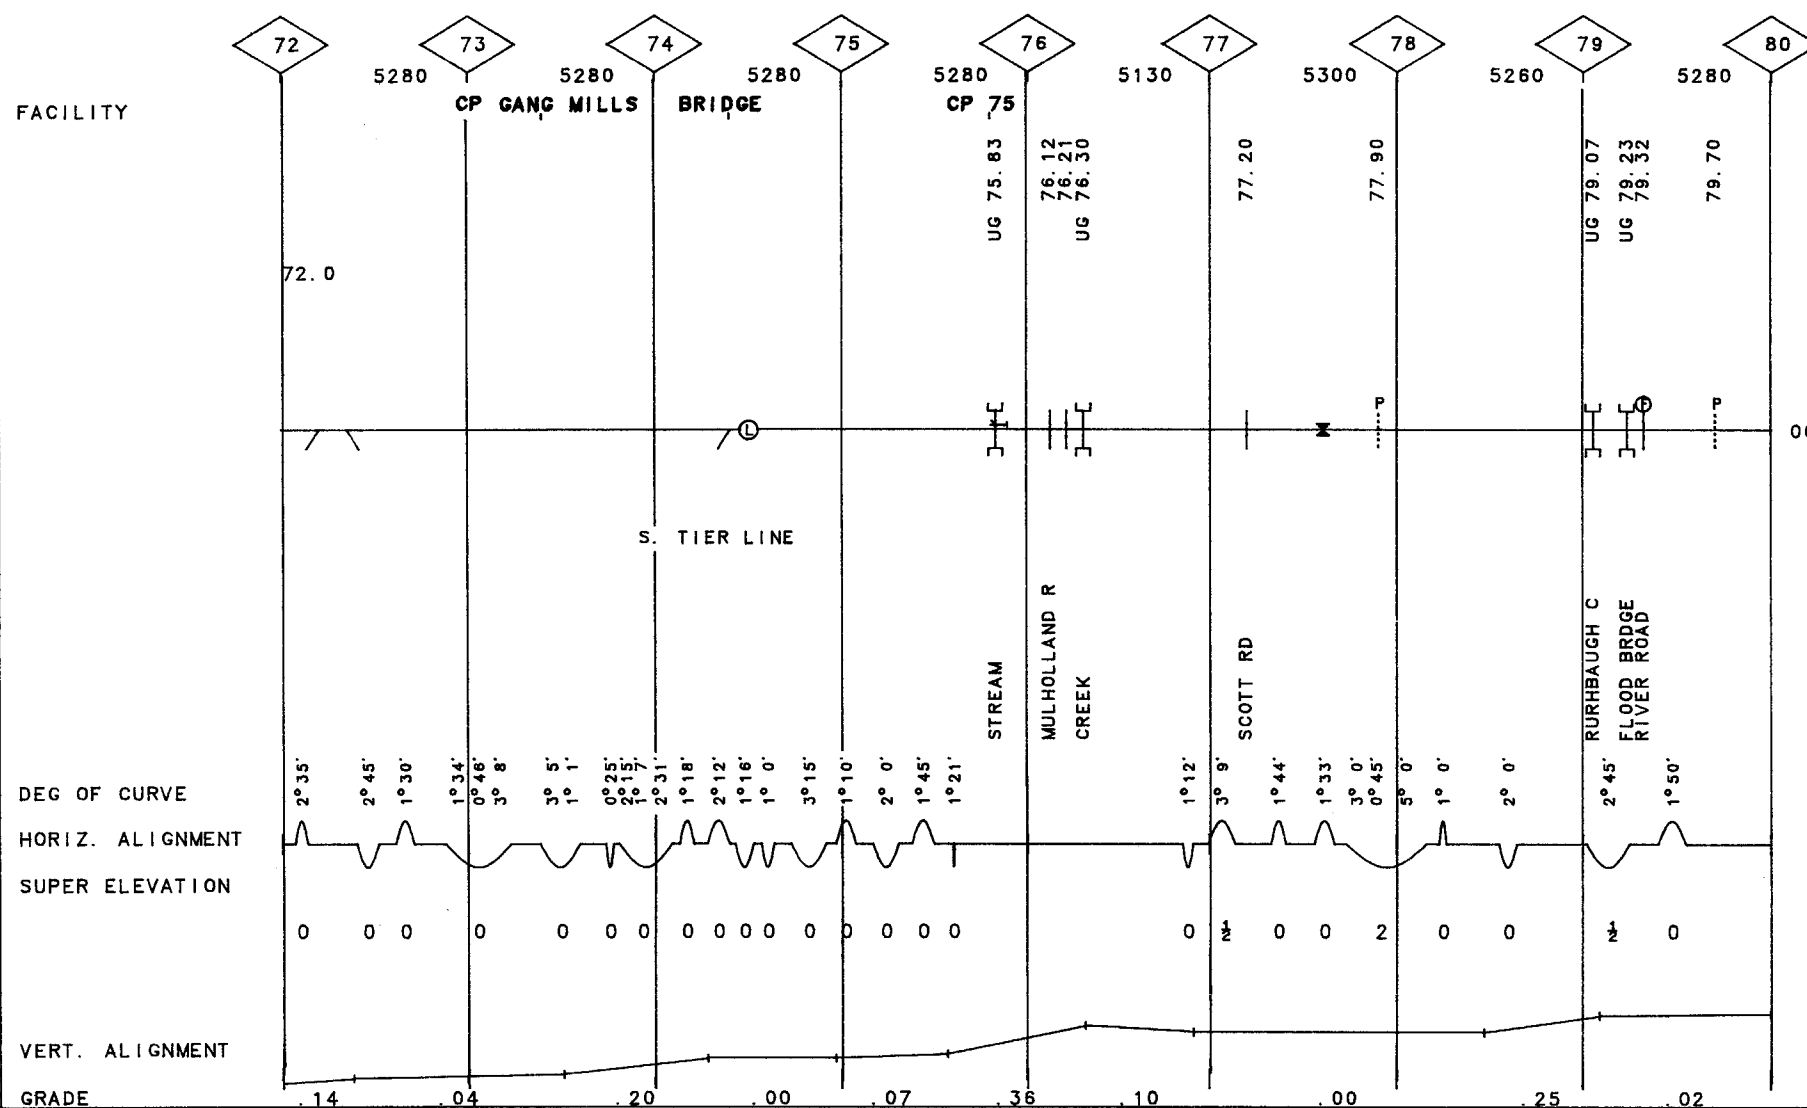 72 73 74 75 76 77 78 79 80
5280 5280 5280 5280 5130 5300 5260 5280
FACILITY
CP GANG MILLS BRIDGE CP 75
UG 75.83
76.12
76.21
UG 76.30
77.20
77.90
UG 79.07
UG 79.23
79.32
79.70
72.0
L
P
F
P
S. TIER LINE
STREAM
MULHOLLAND R
CREEK
SCOTT RD
RURHBAUGH C
FLOOD BRDGE
RIVER ROAD
DEG OF CURVE
2°35'
2°45'
1°30'
1°34'
0°46'
3° 8'
3° 5'
1° 1'
0°25'
2°15'
1° 7'
2°31'
1°18'
2°12'
1°16'
1° 0'
3°15'
1°10'
2° 0'
1°45'
1°21'
1°12'
3° 9'
1°44'
1°33'
3° 0'
0°45'
5° 0'
1° 0'
2° 0'
2°45'
1°50'
HORIZ. ALIGNMENT
SUPER ELEVATION
0 0 0 0 0 0 0 0 0 0 0 0 0 0 0 0 0 ½ 0 0 2 0 0 ½ 0
VERT. ALIGNMENT
GRADE .14 .04 .20 .00 .07 .36 .10 .00 .25 .02